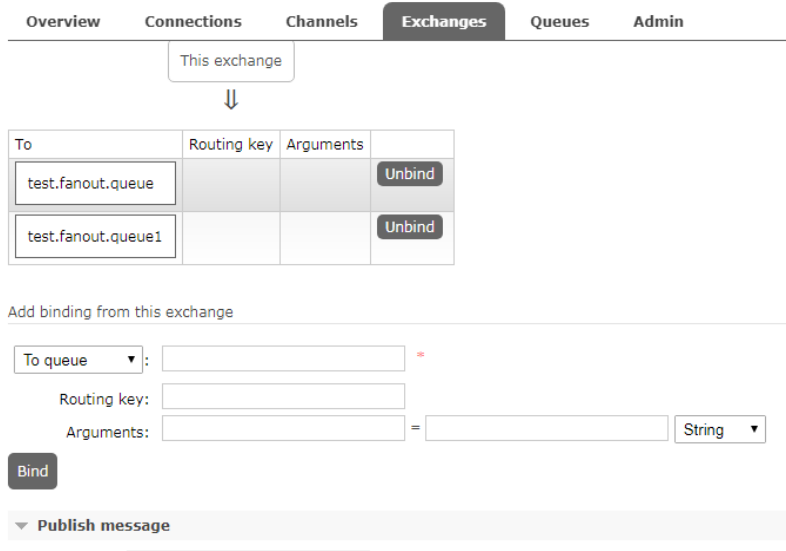 Overview Connections Channels Exchanges Queues Admin
This exchange
⇓
To Routing key Arguments
test.fanout.queue Unbind
test.fanout.queue1 Unbind
Add binding from this exchange
To queue ▼ : *
Routing key:
Arguments: = String ▼
Bind
▼ Publish message